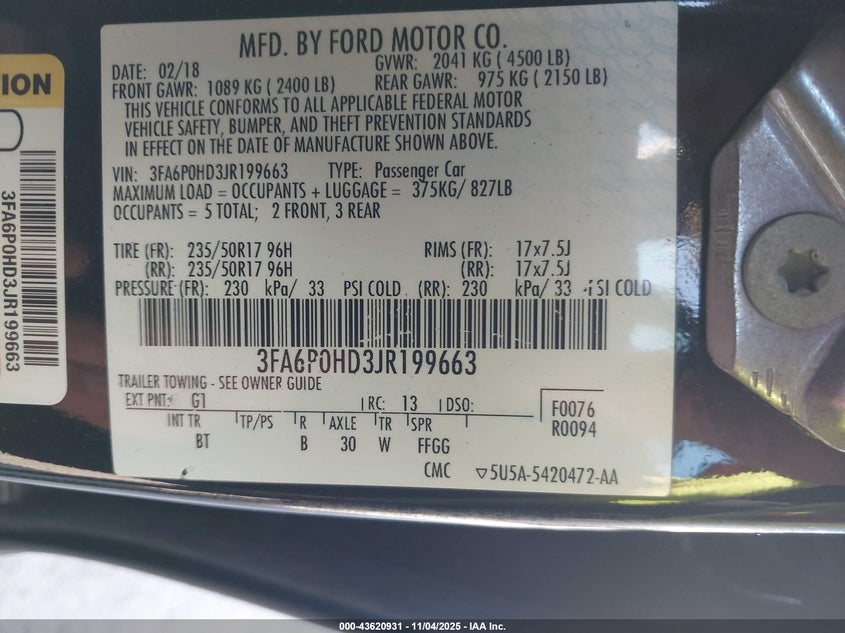 MFD. BY FORD MOTOR CO.
DATE: 02/18 GVWR: 2041 KG ( 4500 LB)
FRONT GAWR: 1089 KG ( 2400 LB) REAR GAWR: 975 KG ( 2150 LB)
THIS VEHICLE CONFORMS TO ALL APPLICABLE FEDERAL MOTOR
VEHICLE SAFETY, BUMPER, AND THEFT PREVENTION STANDARDS
IN EFFECT ON THE DATE OF MANUFACTURE SHOWN ABOVE.
VIN: 3FA6P0HD3JR199663 TYPE: Passenger Car
MAXIMUM LOAD = OCCUPANTS + LUGGAGE = 375KG/ 827LB
OCCUPANTS = 5 TOTAL; 2 FRONT, 3 REAR
TIRE (FR): 235/50R17 96H RIMS (FR): 17x7.5J
(RR): 235/50R17 96H (RR): 17x7.5J
PRESSURE (FR): 230 kPa/ 33 PSI COLD (RR): 230 kPa/ 33 PSI COLD
3FA6P0HD3JR199663
TRAILER TOWING - SEE OWNER GUIDE
EXT PNT: G1 RC: 13 DSO:
INT TR TP/PS R AXLE TR SPR
BT B 30 W FFGG
F0076
R0094
CMC ▽5U5A-5420472-AA
ION
3FA6P0HD3JR199663
000-43620931 - 11/04/2025 - IAA Inc.